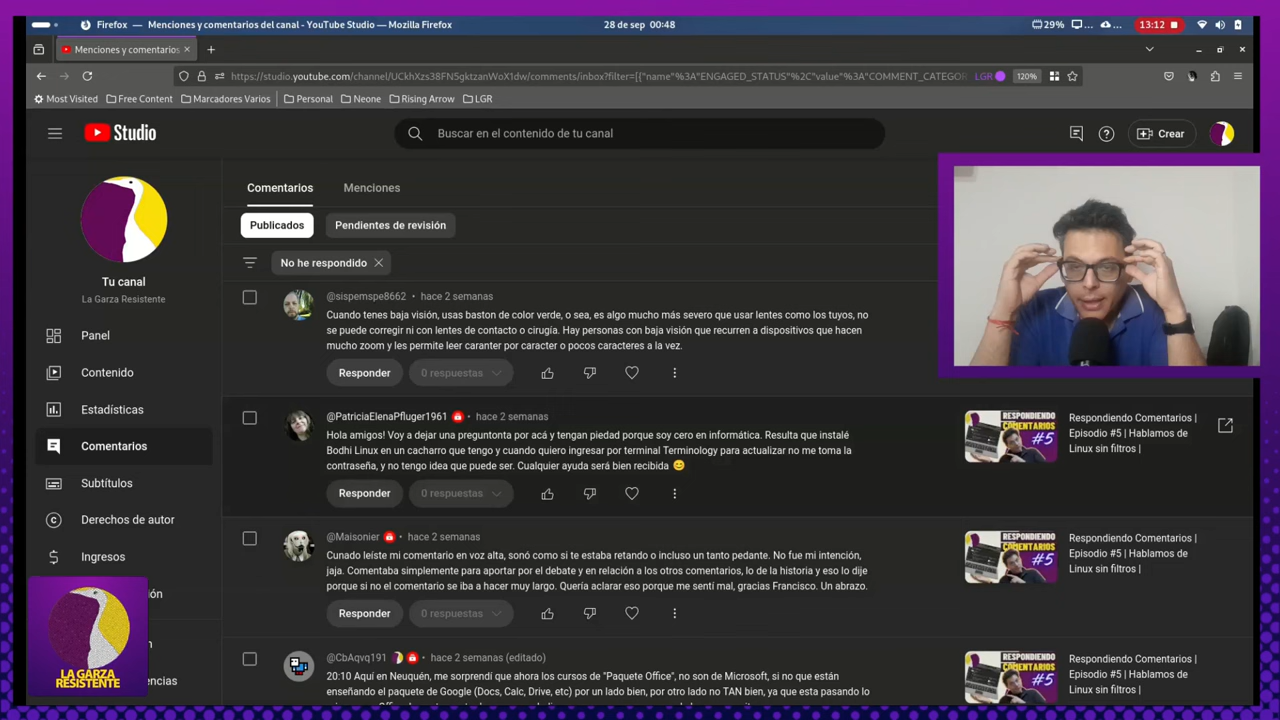 Firefox — Menciones y comentarios del canal - YouTube Studio — Mozilla Firefox
28 de sep 00:48
29%
13:12
Menciones y comentarios
https://studio.youtube.com/channel/UCkhXzs38FN5gktzanWoX1dw/comments/inbox?filter=[{"name"%3A"ENGAGED_STATUS"%2C"value"%3A"COMMENT_CATEGOR
LGR
120%
Most Visited
Free Content
Marcadores Varios
Personal
Neone
Rising Arrow
LGR
Studio
Buscar en el contenido de tu canal
Crear
Tu canal
La Garza Resistente
Panel
Contenido
Estadísticas
Comentarios
Subtítulos
Derechos de autor
Ingresos
LA GARZA
RESISTENTE
Comentarios
Menciones
Publicados
Pendientes de revisión
No he respondido
@sispemspe8662 • hace 2 semanas
Cuando tenes baja visión, usas baston de color verde, o sea, es algo mucho más severo que usar lentes como los tuyos, no
se puede corregir ni con lentes de contacto o cirugía. Hay personas con baja visión que recurren a dispositivos que hacen
mucho zoom y les permite leer caranter por caracter o pocos caracteres a la vez.
Responder
0 respuestas
@PatriciaElenaPfluger1961 • hace 2 semanas
Hola amigos! Voy a dejar una preguntonta por acá y tengan piedad porque soy cero en informática. Resulta que instalé
Bodhi Linux en un cacharro que tengo y cuando quiero ingresar por terminal Terminology para actualizar no me toma la
contraseña, y no tengo idea que puede ser. Cualquier ayuda será bien recibida 😊
Responder
0 respuestas
RESPONDIENDO
COMENTARIOS
#5
Respondiendo Comentarios |
Episodio #5 | Hablamos de
Linux sin filtros |
@Maisonier • hace 2 semanas
Cunado leíste mi comentario en voz alta, sonó como si te estaba retando o incluso un tanto pedante. No fue mi intención,
jaja. Comentaba simplemente para aportar por el debate y en relación a los otros comentarios, lo de la historia y eso lo dije
porque si no el comentario se iba a hacer muy largo. Quería aclarar eso porque me sentí mal, gracias Francisco. Un abrazo.
Responder
0 respuestas
RESPONDIENDO
COMENTARIOS
#5
Respondiendo Comentarios |
Episodio #5 | Hablamos de
Linux sin filtros |
@CbAqvq191 • hace 2 semanas (editado)
20:10 Aquí en Neuquén, me sorprendí que ahora los cursos de "Paquete Office", no son de Microsoft, si no que están
enseñando el paquete de Google (Docs, Calc, Drive, etc) por un lado bien, por otro lado no TAN bien, ya que esta pasando lo
RESPONDIENDO
COMENTARIOS
#5
Respondiendo Comentarios |
Episodio #5 | Hablamos de
Linux sin filtros |